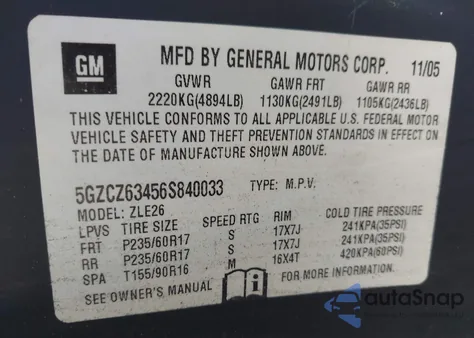 GM
MFD BY GENERAL MOTORS CORP. 11/05
GVWR GAWR FRT GAWR RR
2220KG(4894LB) 1130KG(2491LB) 1105KG(2436LB)
THIS VEHICLE CONFORMS TO ALL APPLICABLE U.S. FEDERAL MOTOR
VEHICLE SAFETY AND THEFT PREVENTION STANDARDS IN EFFECT ON
THE DATE OF MANUFACTURE SHOWN ABOVE.
5GZCZ63456S840033 TYPE: M.P.V.
MODEL: ZLE26
LPVS TIRE SIZE SPEED RTG RIM COLD TIRE PRESSURE
FRT P235/60R17 S 17X7J 241KPA(35PSI)
RR P235/60R17 S 17X7J 241KPA(35PSI)
SPA T155/90R16 M 16X4T 420KPA(60PSI)
SEE OWNER'S MANUAL i FOR MORE INFORMATION.
autoSnap